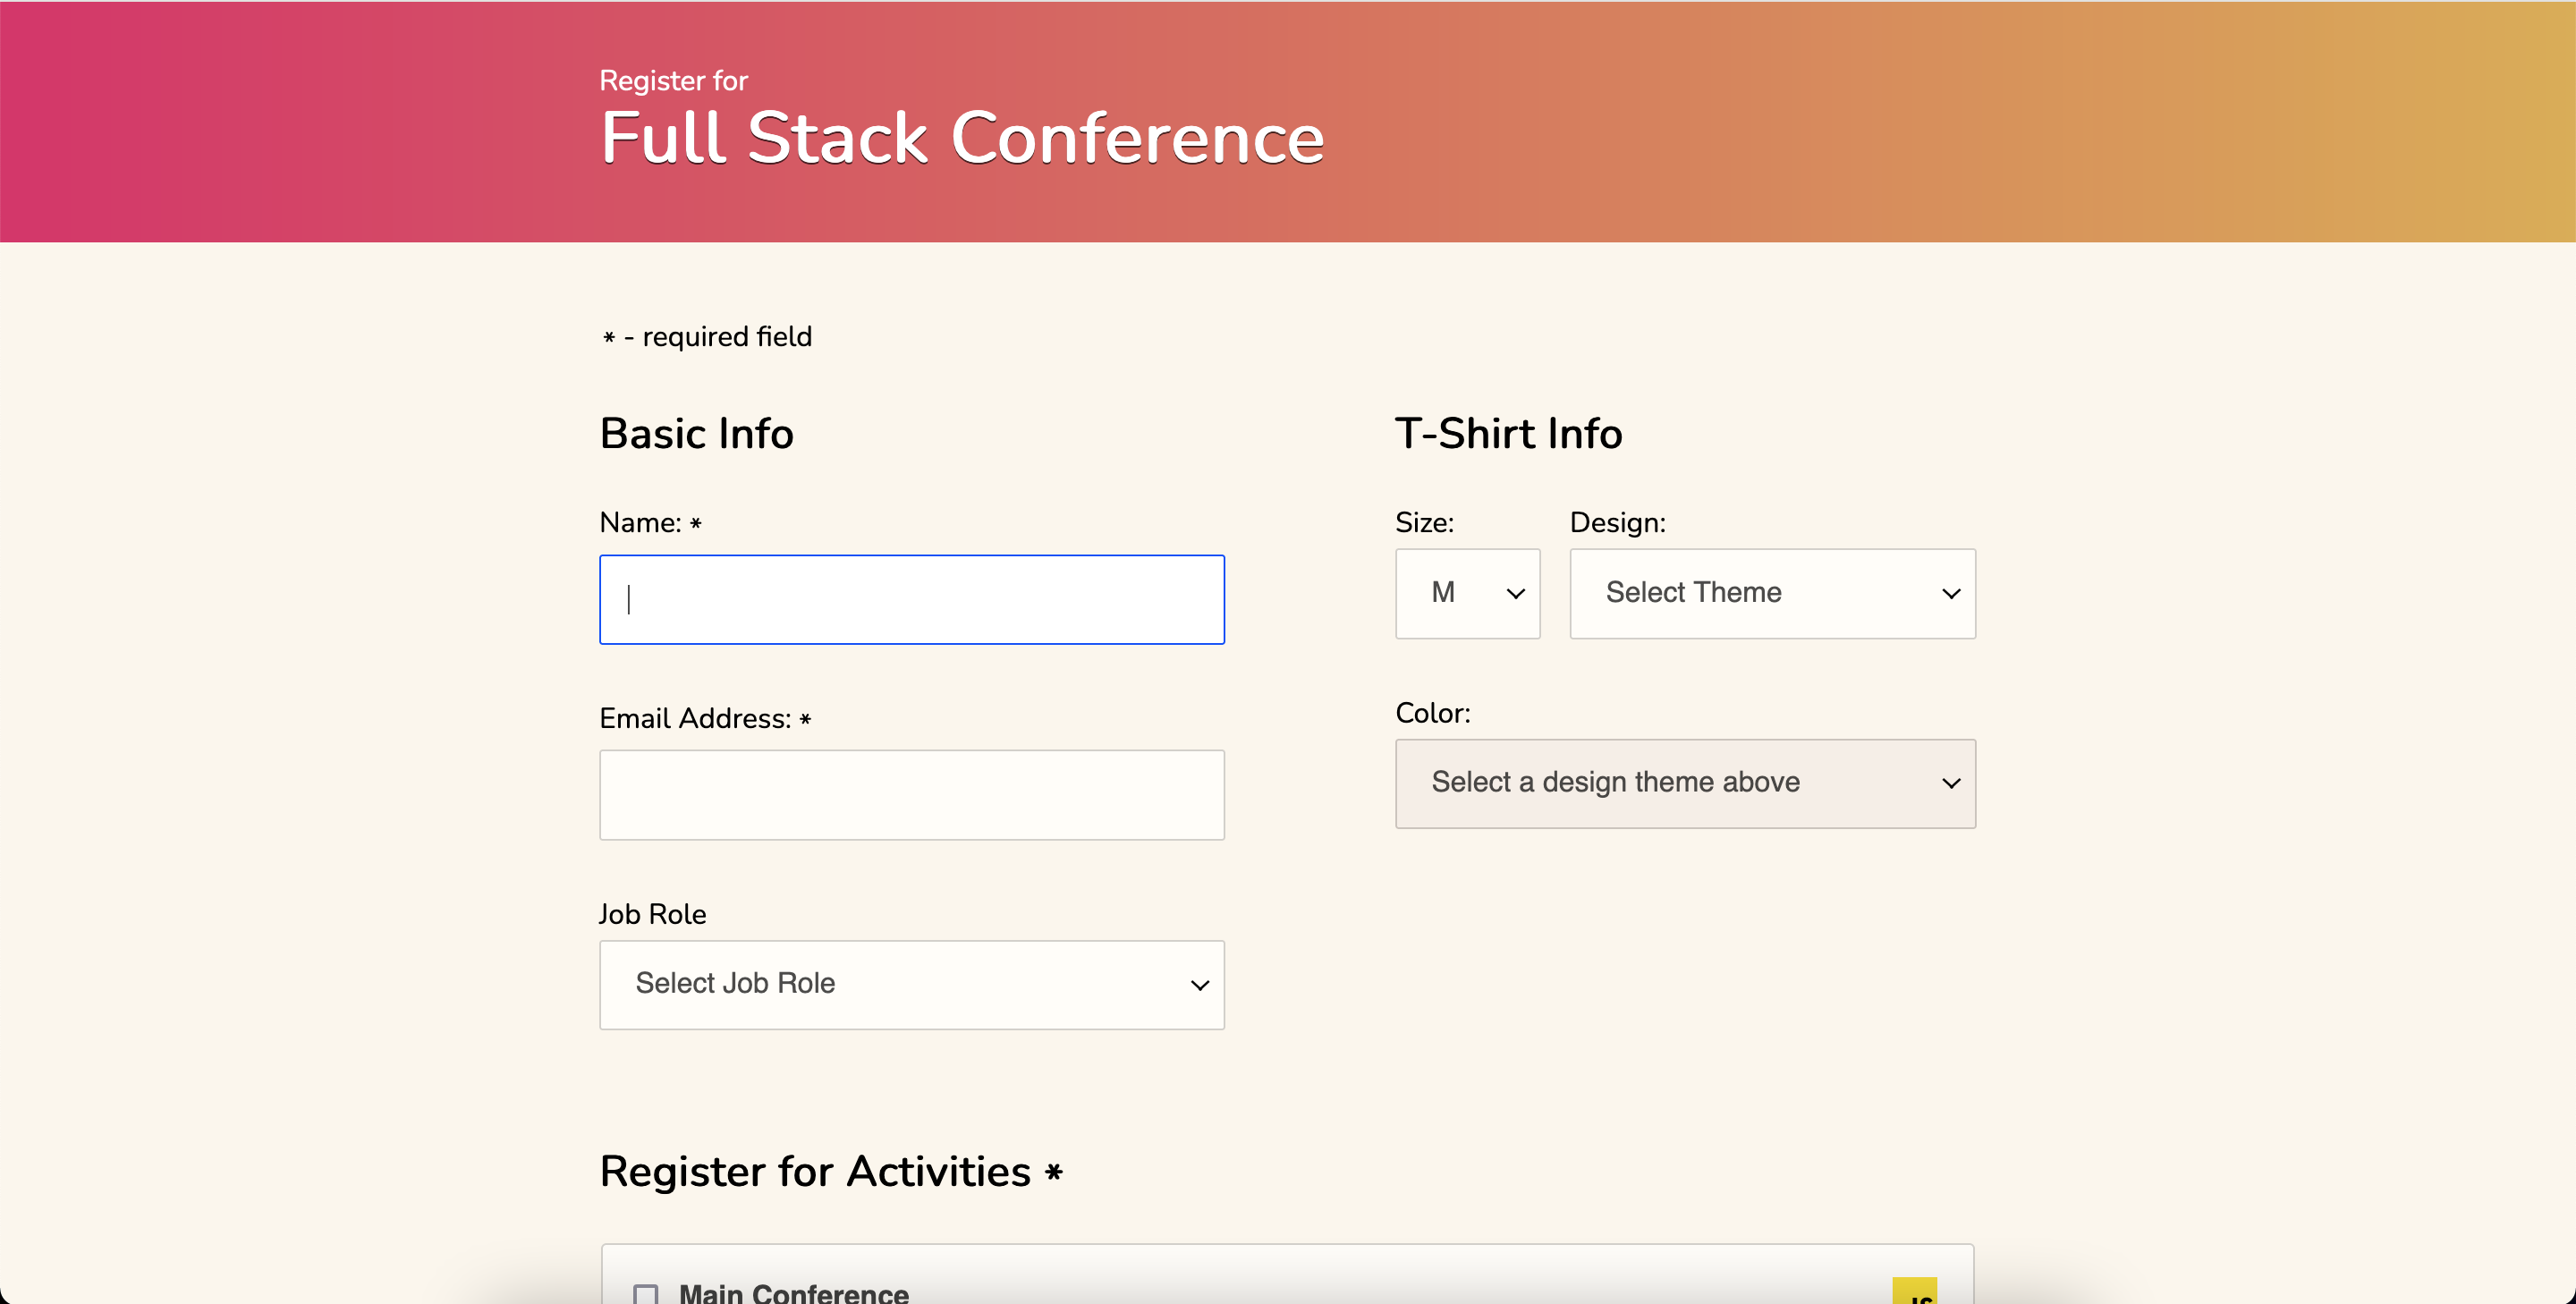 Register for
Full Stack Conference
* - required field
Basic Info
Name: *
Email Address: *
Job Role
Select Job Role
T-Shirt Info
Size:
M
Design:
Select Theme
Color:
Select a design theme above
Register for Activities *
Main Conference
JS